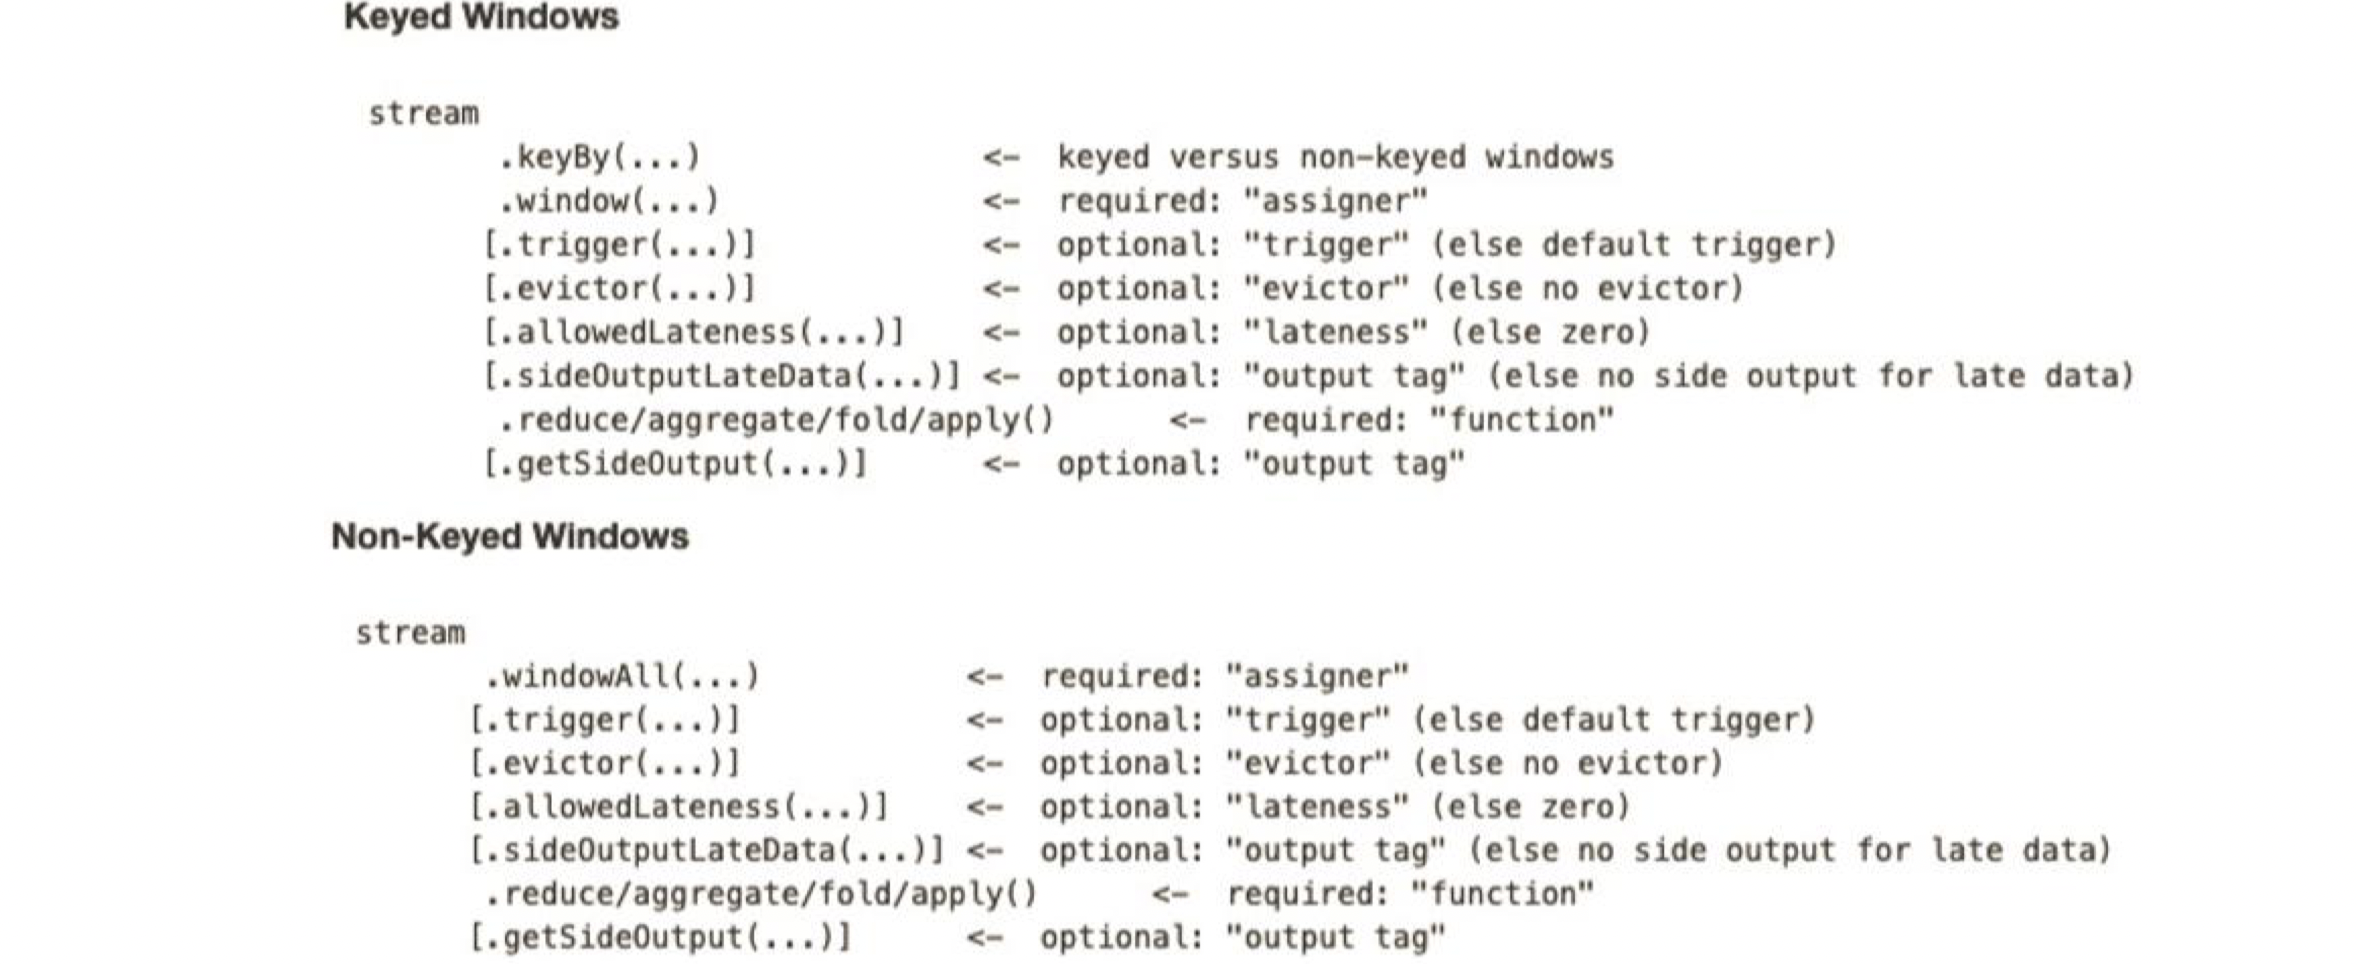 Keyed Windows
stream
.keyBy(...) <- keyed versus non-keyed windows
.window(...) <- required: "assigner"
[.trigger(...)] <- optional: "trigger" (else default trigger)
[.evictor(...)] <- optional: "evictor" (else no evictor)
[.allowedLateness(...)] <- optional: "lateness" (else zero)
[.sideOutputLateData(...)] <- optional: "output tag" (else no side output for late data)
.reduce/aggregate/fold/apply() <- required: "function"
[.getSideOutput(...)] <- optional: "output tag"
Non-Keyed Windows
stream
.windowAll(...) <- required: "assigner"
[.trigger(...)] <- optional: "trigger" (else default trigger)
[.evictor(...)] <- optional: "evictor" (else no evictor)
[.allowedLateness(...)] <- optional: "lateness" (else zero)
[.sideOutputLateData(...)] <- optional: "output tag" (else no side output for late data)
.reduce/aggregate/fold/apply() <- required: "function"
[.getSideOutput(...)] <- optional: "output tag"